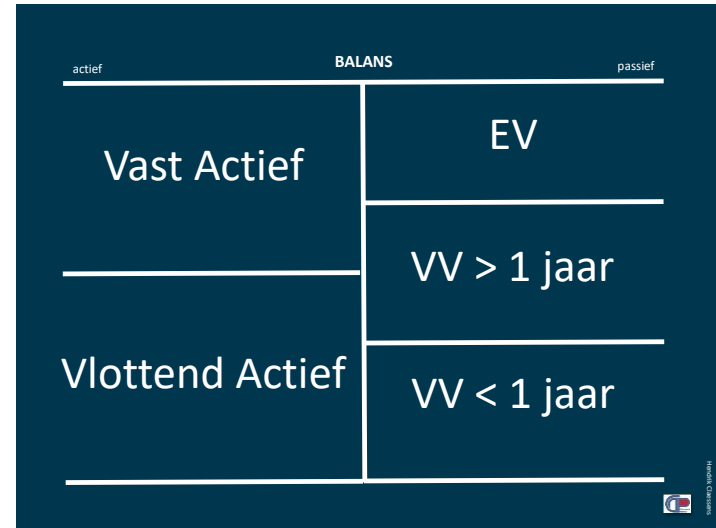 BALANS
actief
passief
Vast Actief
EV
VV > 1 jaar
Vlottend Actief
VV < 1 jaar
Hendrik Claessens